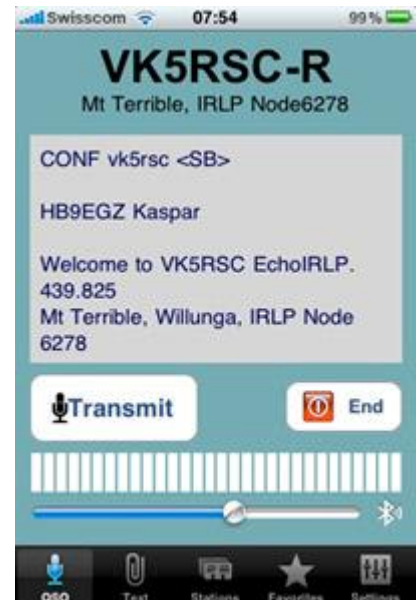 Swisscom 07:54 99%
VK5RSC-R
Mt Terrible, IRLP Node6278
CONF vk5rsc <SB>
HB9EGZ Kaspar
Welcome to VK5RSC EchoIRLP.
439.825
Mt Terrible, Willunga, IRLP Node
6278
Transmit End
QSO Text Stations Favorites Settings